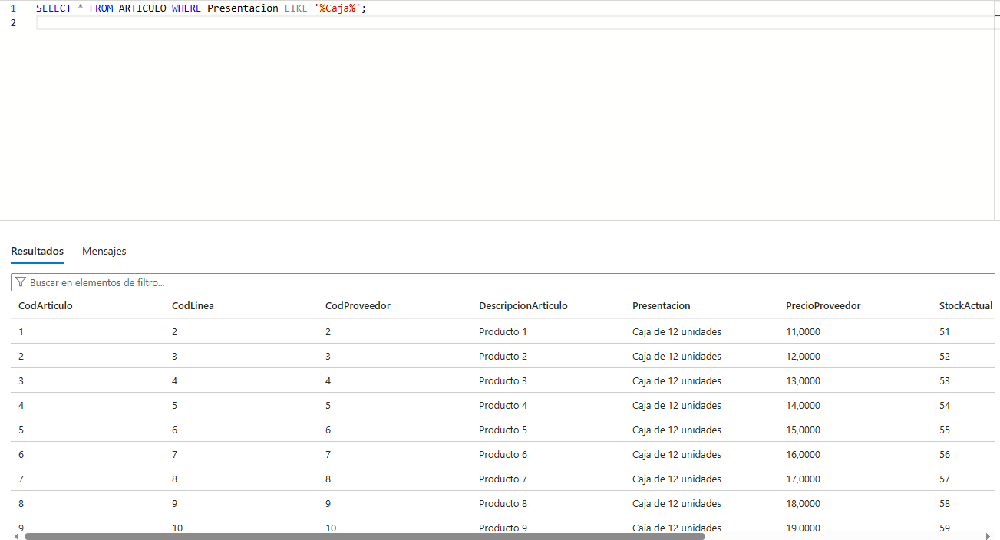 1 SELECT * FROM ARTICULO WHERE Presentacion LIKE '%Caja%';
2
Resultados Mensajes
Buscar en elementos de filtro...
CodArticulo CodLinea CodProveedor DescripcionArticulo Presentacion PrecioProveedor StockActual
1 2 2 Producto 1 Caja de 12 unidades 11,0000 51
2 3 3 Producto 2 Caja de 12 unidades 12,0000 52
3 4 4 Producto 3 Caja de 12 unidades 13,0000 53
4 5 5 Producto 4 Caja de 12 unidades 14,0000 54
5 6 6 Producto 5 Caja de 12 unidades 15,0000 55
6 7 7 Producto 6 Caja de 12 unidades 16,0000 56
7 8 8 Producto 7 Caja de 12 unidades 17,0000 57
8 9 9 Producto 8 Caja de 12 unidades 18,0000 58
9 10 10 Producto 9 Caja de 12 unidades 19,0000 59